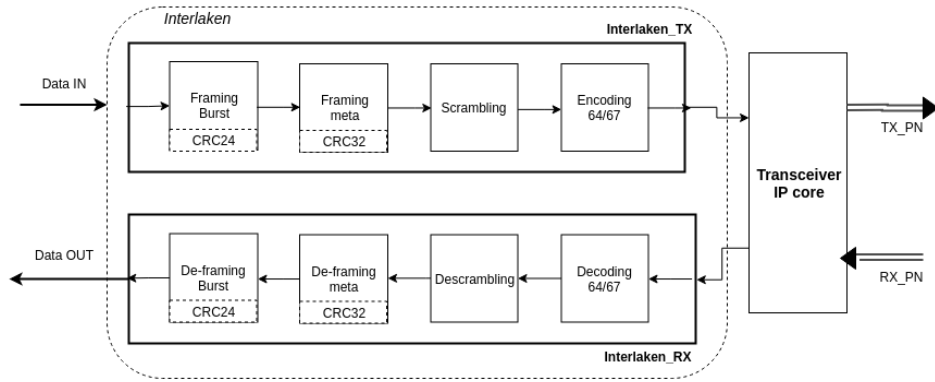 Interlaken
Interlaken_TX
Data IN
Framing
Burst
CRC24
Framing
meta
CRC32
Scrambling
Encoding
64/67
TX_PN
Transceiver
IP core
Data OUT
De-framing
Burst
CRC24
De-framing
meta
CRC32
Descrambling
Decoding
64/67
RX_PN
Interlaken_RX